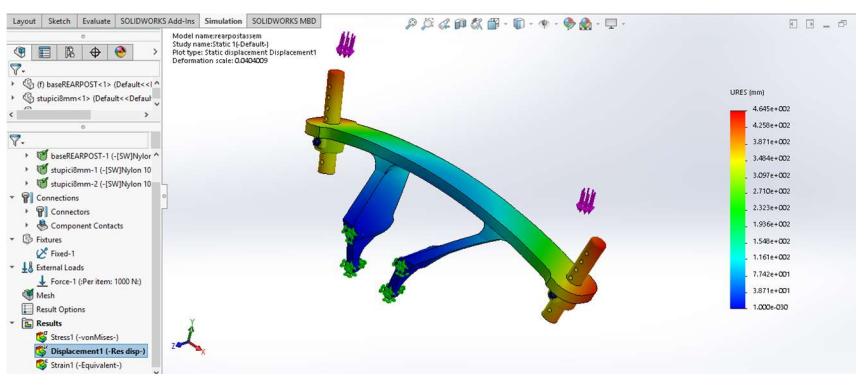 Layout Sketch Evaluate SOLIDWORKS Add-Ins Simulation SOLIDWORKS MBD
Model name:rearpostassem
Study name:Static 1(-Default-)
Plot type: Static displacement Displacement1
Deformation scale: 0.0404009
(f) baseREARPOST<1> (Default<<
stupici8mm<1> (Default<<Defaul
baseREARPOST-1 (-[SW]Nylon
stupici8mm-1 (-[SW]Nylon 10
stupici8mm-2 (-[SW]Nylon 10
Connections
Connectors
Component Contacts
Fixtures
Fixed-1
External Loads
Force-1 (:Per item: 1000 N:)
Mesh
Result Options
Results
Stress1 (-vonMises-)
Displacement1 (-Res disp-)
Strain1 (-Equivalent-)
Y
Z
X
URES (mm)
4.645e+002
4.258e+002
3.871e+002
3.484e+002
3.097e+002
2.710e+002
2.323e+002
1.936e+002
1.548e+002
1.161e+002
7.742e+001
3.871e+001
1.000e-030